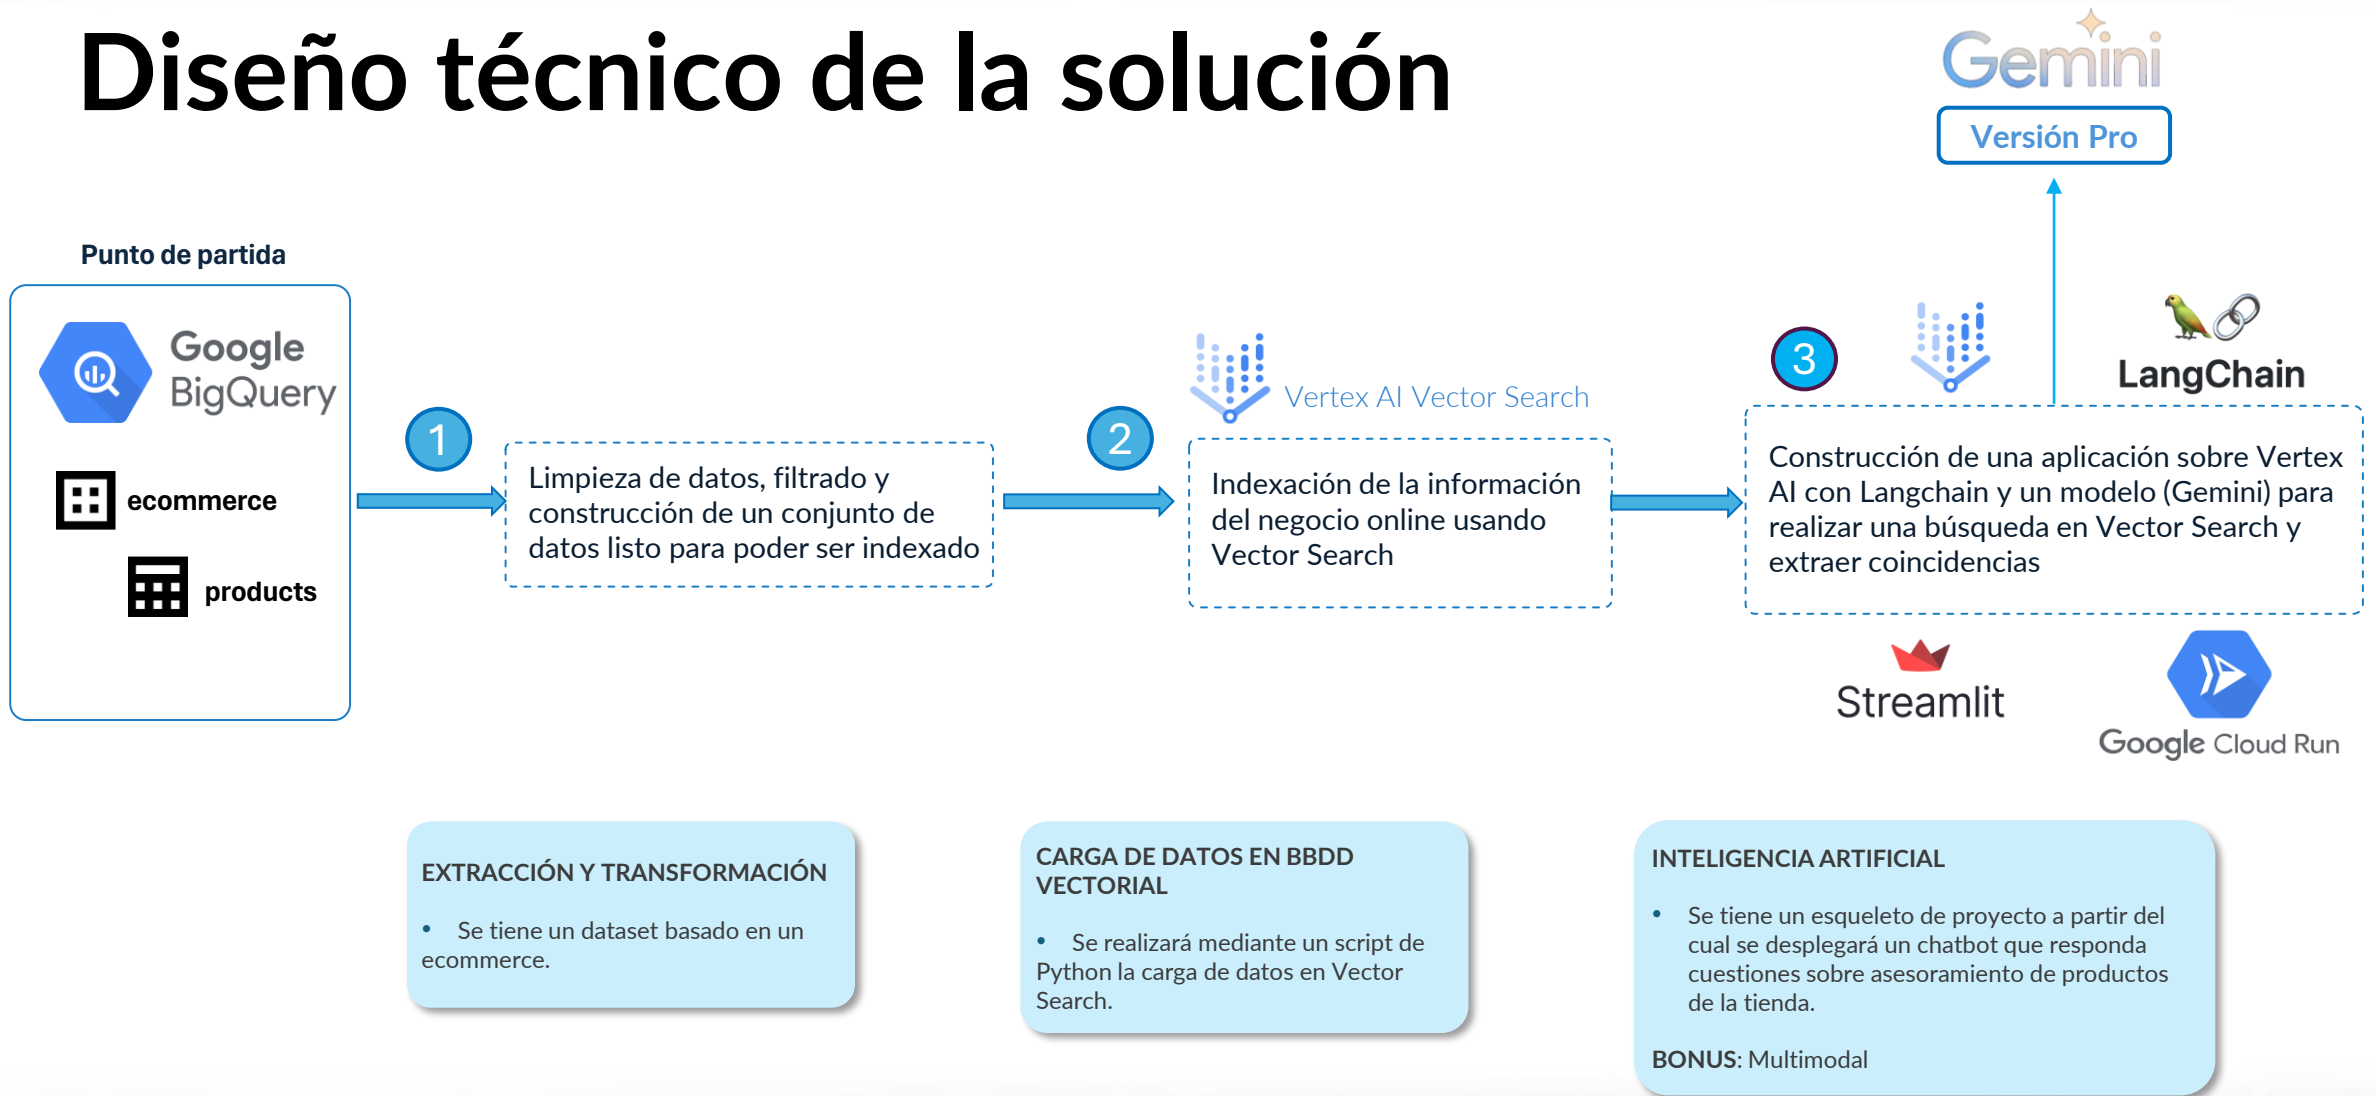 Diseño técnico de la solución
Gemini
Versión Pro
Punto de partida
Google
BigQuery
ecommerce
products
1
Limpieza de datos, filtrado y
construcción de un conjunto de
datos listo para poder ser indexado
2
Vertex AI Vector Search
Indexación de la información
del negocio online usando
Vector Search
3
LangChain
Construcción de una aplicación sobre Vertex
AI con Langchain y un modelo (Gemini) para
realizar una búsqueda en Vector Search y
extraer coincidencias
Streamlit
Google Cloud Run
EXTRACCIÓN Y TRANSFORMACIÓN
• Se tiene un dataset basado en un
ecommerce.
CARGA DE DATOS EN BBDD
VECTORIAL
• Se realizará mediante un script de
Python la carga de datos en Vector
Search.
INTELIGENCIA ARTIFICIAL
• Se tiene un esqueleto de proyecto a partir del
cual se desplegará un chatbot que responda
cuestiones sobre asesoramiento de productos
de la tienda.
BONUS: Multimodal